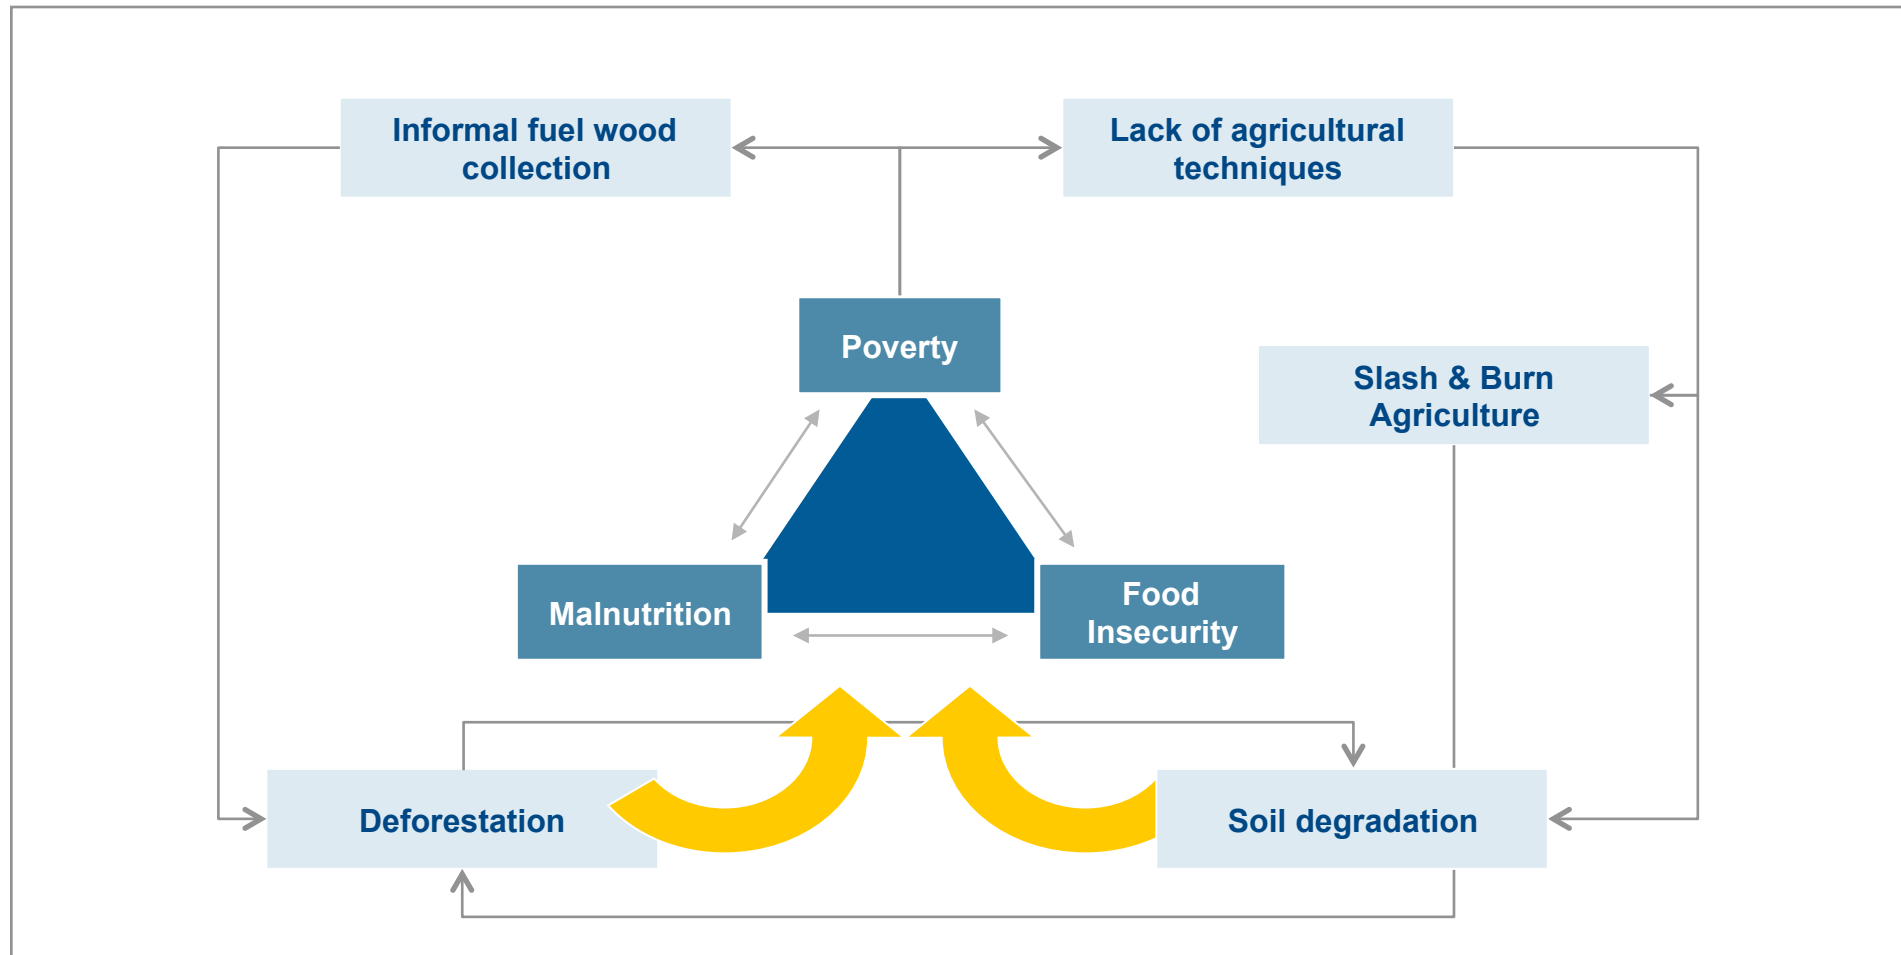 Informal fuel wood
collection
Lack of agricultural
techniques
Poverty
Slash & Burn
Agriculture
Malnutrition
Food
Insecurity
Deforestation
Soil degradation